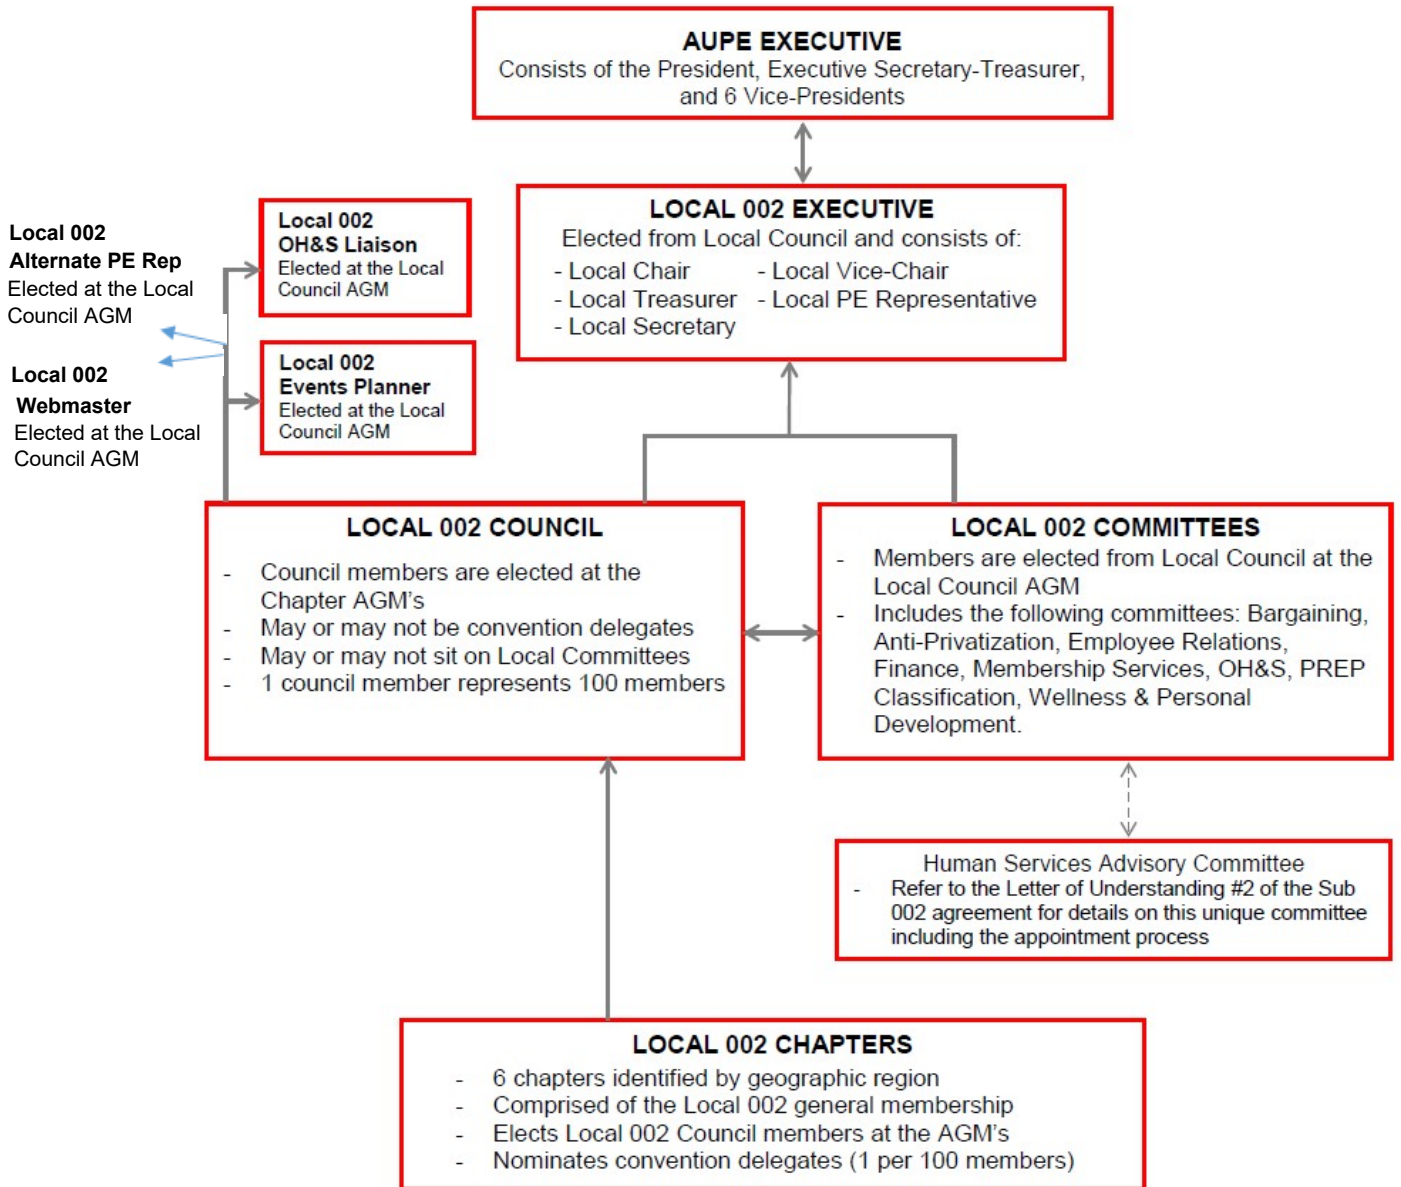 AUPE EXECUTIVE
Consists of the President, Executive Secretary-Treasurer,
and 6 Vice-Presidents
LOCAL 002 EXECUTIVE
Elected from Local Council and consists of:
- Local Chair - Local Vice-Chair
- Local Treasurer - Local PE Representative
- Local Secretary
Local 002
OH&S Liaison
Elected at the Local
Council AGM
Local 002
Alternate PE Rep
Elected at the Local
Council AGM
Local 002
Events Planner
Elected at the Local
Council AGM
Local 002
Webmaster
Elected at the Local
Council AGM
LOCAL 002 COUNCIL
- Council members are elected at the
Chapter AGM's
- May or may not be convention delegates
- May or may not sit on Local Committees
- 1 council member represents 100 members
LOCAL 002 COMMITTEES
- Members are elected from Local Council at the
Local Council AGM
- Includes the following committees: Bargaining,
Anti-Privatization, Employee Relations,
Finance, Membership Services, OH&S, PREP
Classification, Wellness & Personal
Development.
Human Services Advisory Committee
- Refer to the Letter of Understanding #2 of the Sub
002 agreement for details on this unique committee
including the appointment process
LOCAL 002 CHAPTERS
- 6 chapters identified by geographic region
- Comprised of the Local 002 general membership
- Elects Local 002 Council members at the AGM's
- Nominates convention delegates (1 per 100 members)